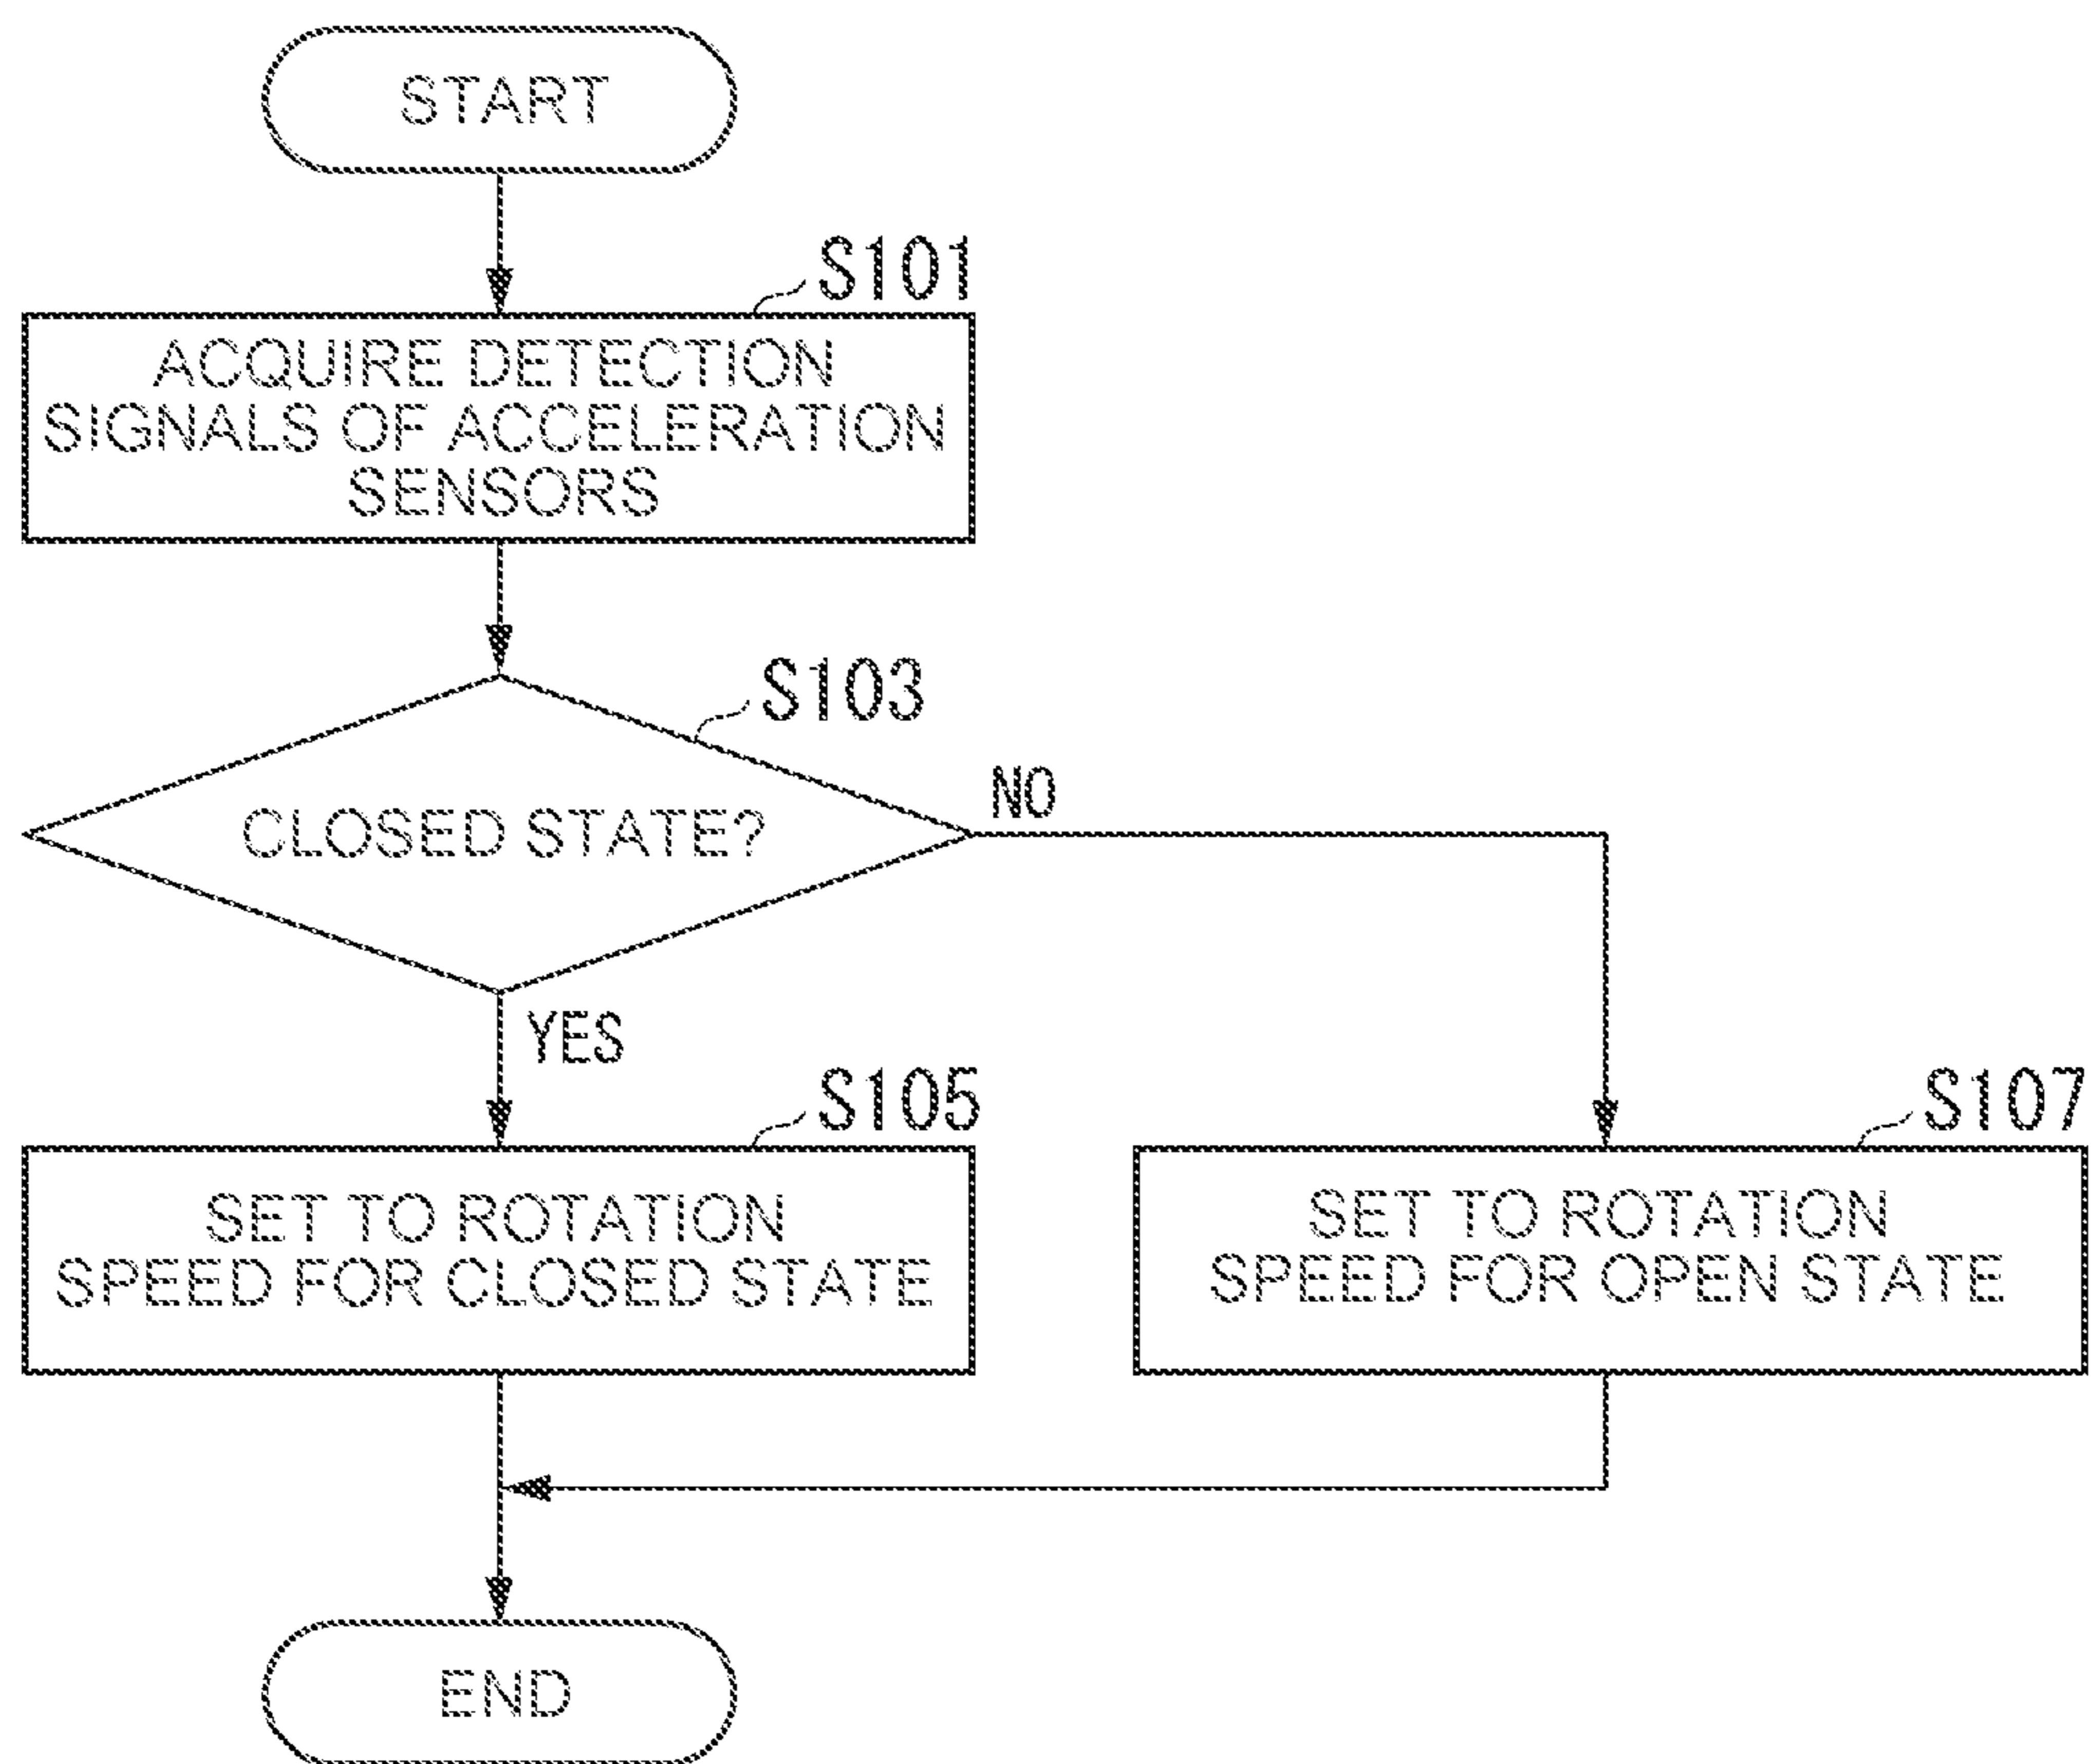 START
S101
ACQUIRE DETECTION
SIGNALS OF ACCELERATION
SENSORS
S103
CLOSED STATE?
NO
YES
S105
SET TO ROTATION
SPEED FOR CLOSED STATE
S107
SET TO ROTATION
SPEED FOR OPEN STATE
END